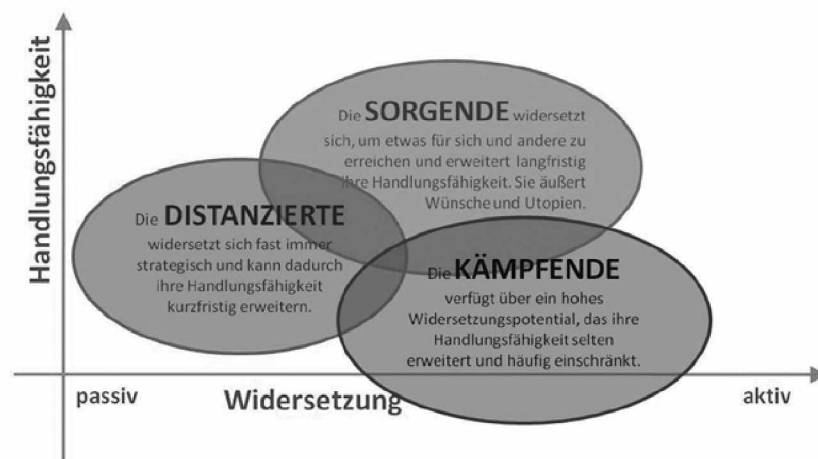 Handlungsfähigkeit
Die SORGENDE widersetzt
sich, um etwas für sich und andere zu
erreichen und erweitert langfristig
ihre Handlungsfähigkeit. Sie äußert
Wünsche und Utopien.
Die DISTANZIERTE
widersetzt sich fast immer
strategisch und kann dadurch
ihre Handlungsfähigkeit
kurzfristig erweitern.
Die KÄMPFENDE
verfügt über ein hohes
Widersetzungspotential, das ihre
Handlungsfähigkeit selten
erweitert und häufig einschränkt.
passiv
Widersetzung
aktiv